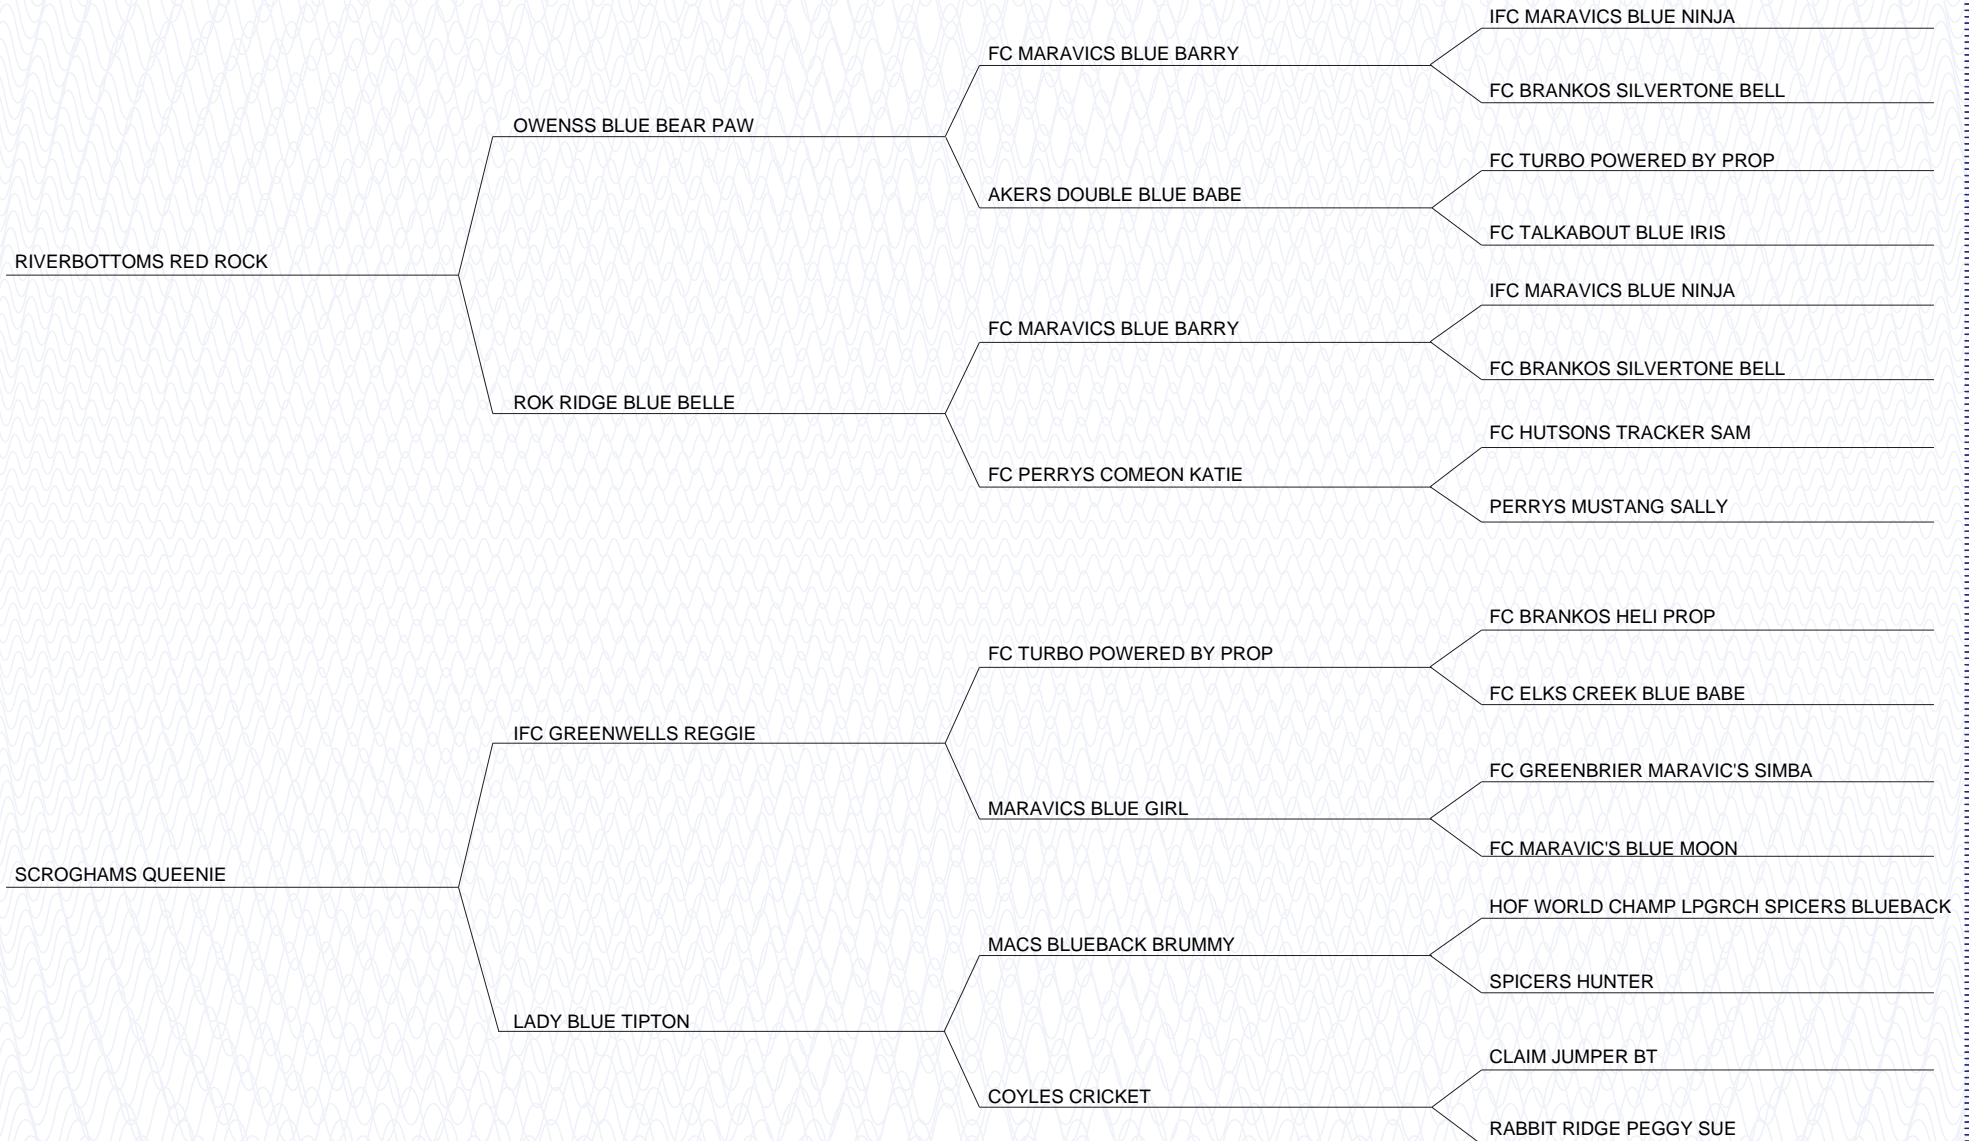 IFC MARAVICS BLUE NINJA
FC MARAVICS BLUE BARRY
FC BRANKOS SILVERTONE BELL
OWENSS BLUE BEAR PAW
FC TURBO POWERED BY PROP
AKERS DOUBLE BLUE BABE
FC TALKABOUT BLUE IRIS
RIVERBOTTOMS RED ROCK
IFC MARAVICS BLUE NINJA
FC MARAVICS BLUE BARRY
FC BRANKOS SILVERTONE BELL
ROK RIDGE BLUE BELLE
FC HUTSONS TRACKER SAM
FC PERRYS COMEON KATIE
PERRYS MUSTANG SALLY
FC BRANKOS HELI PROP
FC TURBO POWERED BY PROP
FC ELKS CREEK BLUE BABE
IFC GREENWELLS REGGIE
FC GREENBRIER MARAVIC'S SIMBA
MARAVICS BLUE GIRL
FC MARAVIC'S BLUE MOON
SCROGHAMS QUEENIE
HOF WORLD CHAMP LPGRCH SPICERS BLUEBACK
MACS BLUEBACK BRUMMY
SPICERS HUNTER
LADY BLUE TIPTON
CLAIM JUMPER BT
COYLES CRICKET
RABBIT RIDGE PEGGY SUE